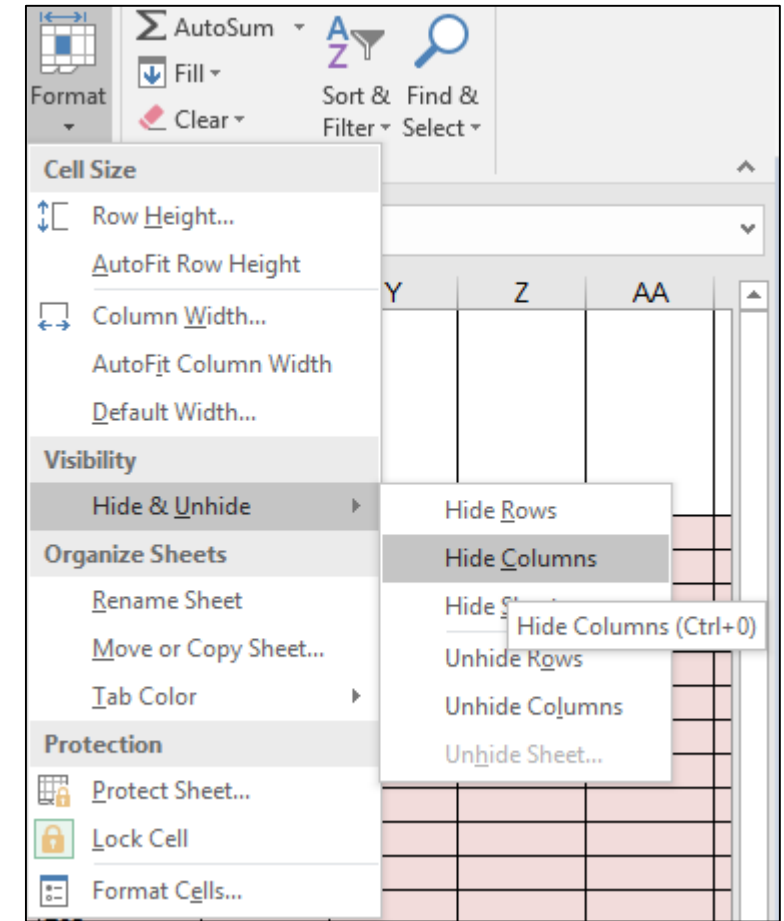 AutoSum
Fill
Clear
Format
Sort &
Filter
Find &
Select
Cell Size
Row Height...
AutoFit Row Height
Column Width...
AutoFit Column Width
Default Width...
Visibility
Hide & Unhide
Organize Sheets
Rename Sheet
Move or Copy Sheet...
Tab Color
Protection
Protect Sheet...
Lock Cell
Format Cells...
Y Z AA
Hide Rows
Hide Columns
Hide
Hide Columns (Ctrl+0)
Unhide Rows
Unhide Columns
Unhide Sheet...